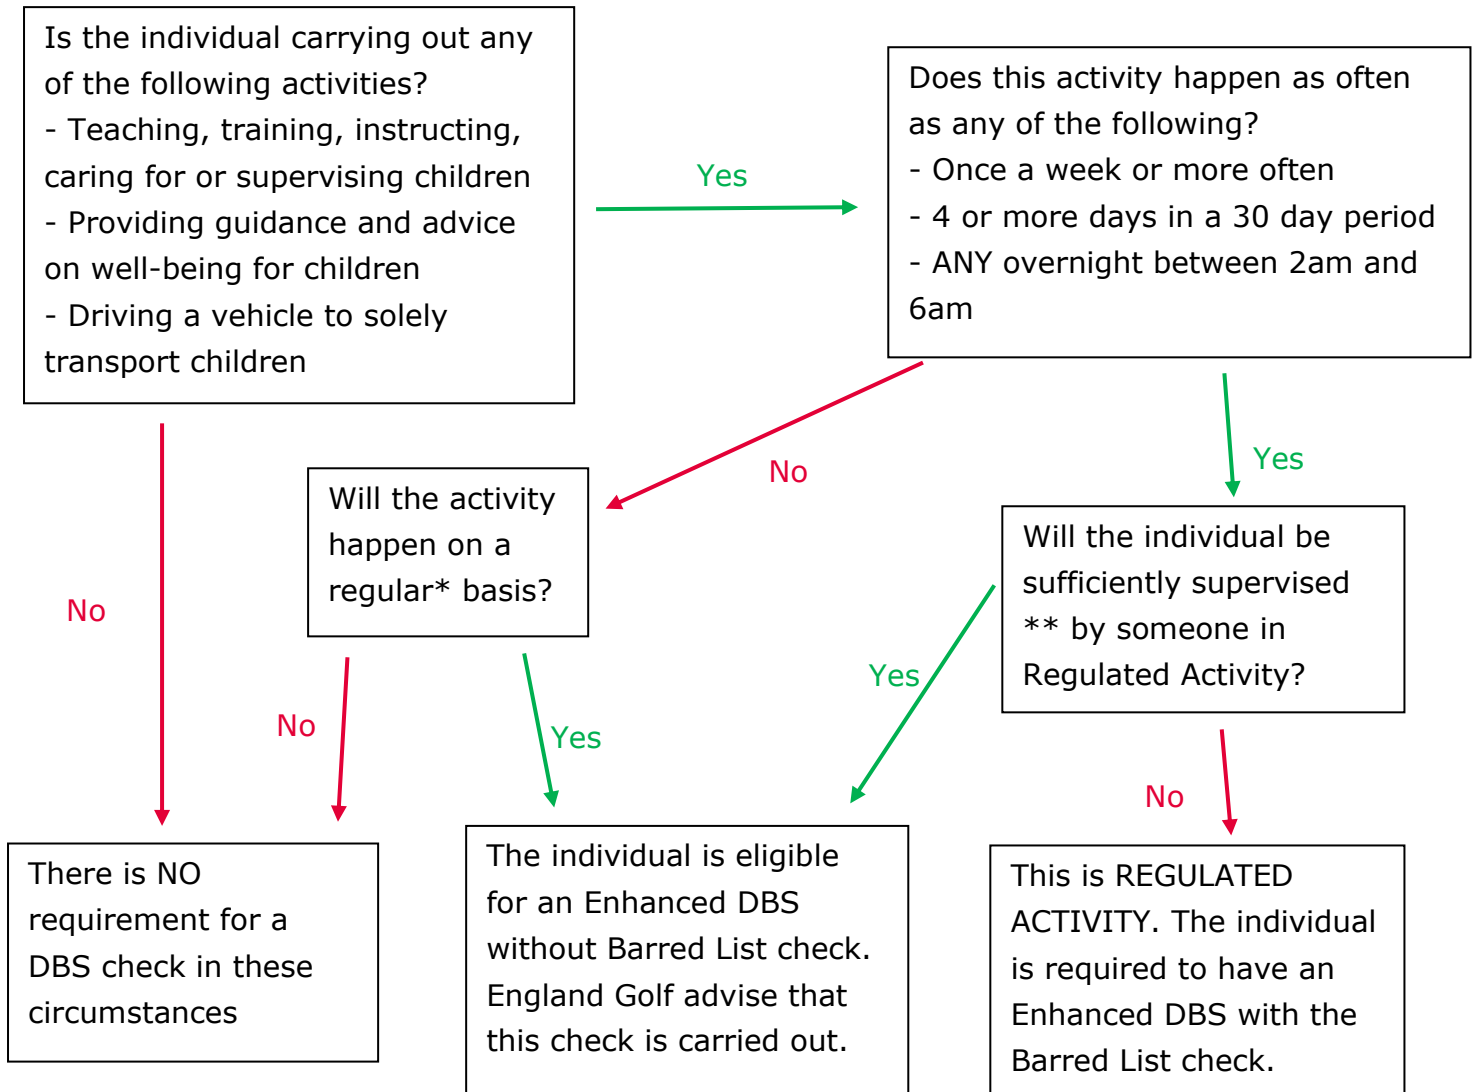 Is the individual carrying out any
of the following activities?
- Teaching, training, instructing,
caring for or supervising children
- Providing guidance and advice
on well-being for children
- Driving a vehicle to solely
transport children
Yes
Does this activity happen as often
as any of the following?
- Once a week or more often
- 4 or more days in a 30 day period
- ANY overnight between 2am and
6am
No
Yes
Will the activity
happen on a
regular* basis?
Will the individual be
sufficiently supervised
** by someone in
Regulated Activity?
No
No
Yes
Yes
No
There is NO
requirement for a
DBS check in these
circumstances
The individual is eligible
for an Enhanced DBS
without Barred List check.
England Golf advise that
this check is carried out.
This is REGULATED
ACTIVITY. The individual
is required to have an
Enhanced DBS with the
Barred List check.